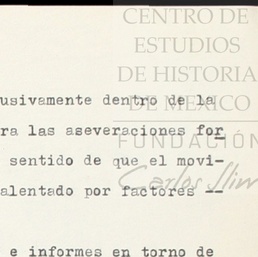 CENTRO DE
ESTUDIOS
DE HISTORIA
DE MÉXICO
FUNDACIÓN
Carlos Slim
usivamente dentro de la
ra las aseveraciones for
sentido de que el movi-
alentado por factores --
e informes en torno de